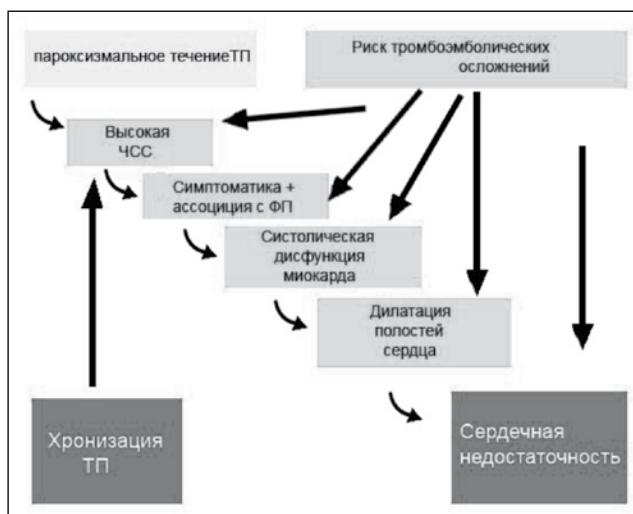 пароксизмальное течениеТП
Риск тромбоэмболических
осложнений
Высокая
ЧСС
Симптоматика +
ассоциция с ФП
Систолическая
дисфункция
миокарда
Дилатация
полостей
сердца
Хронизация
ТП
Сердечная
недостаточность